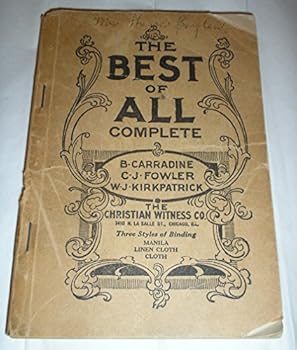 THE
BEST
OF
ALL
COMPLETE
B·CARRADINE
C·J·FOWLER
W·J·KIRKPATRICK
THE
CHRISTIAN WITNESS CO.
LA SALLE ST., CHICAGO, ILL.
Three Styles of Binding
MANILA
LINEN CLOTH
CLOTH